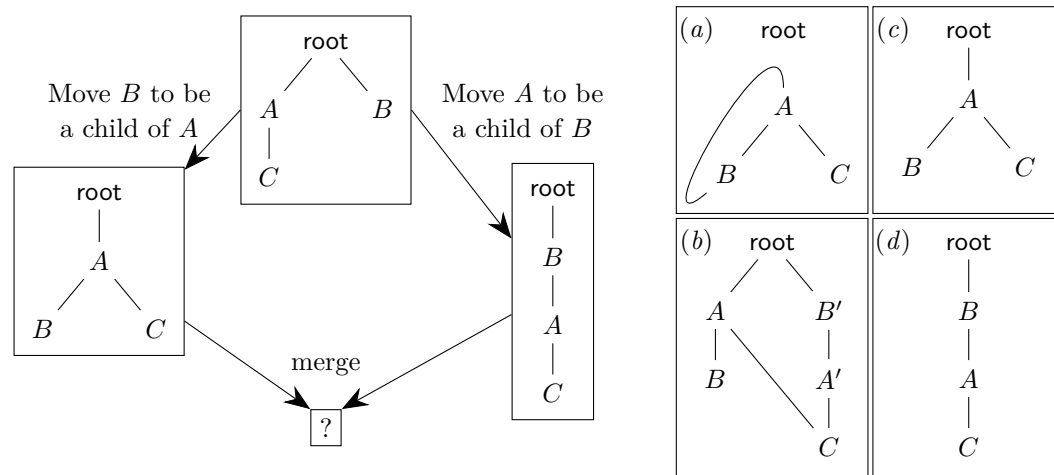 root
A B
C
Move B to be
a child of A
Move A to be
a child of B
root
A
B C
root
B
A
C
merge
?
(a) root
A
B C
(b) root
A B′
B A′
C
(c) root
A
B C
(d) root
B
A
C